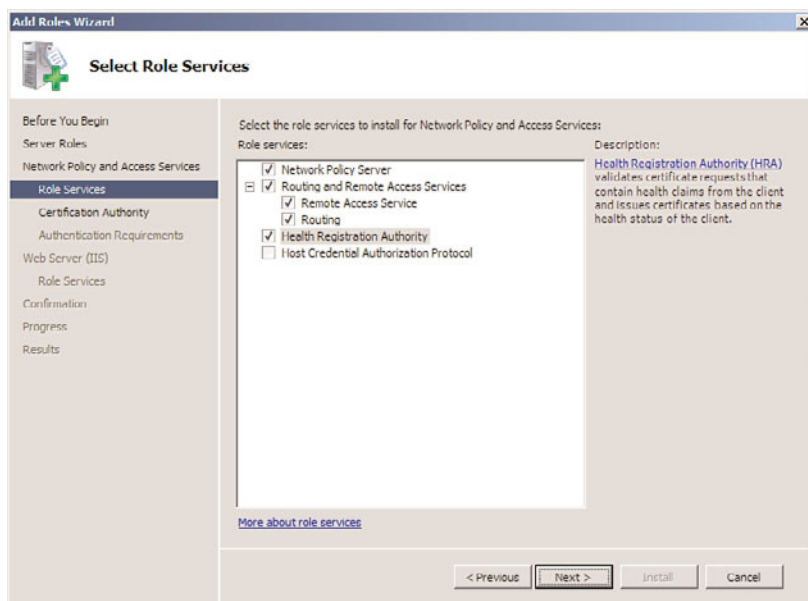 Add Roles Wizard
Select Role Services
Before You Begin
Server Roles
Network Policy and Access Services
Role Services
Certification Authority
Authentication Requirements
Web Server (IIS)
Role Services
Confirmation
Progress
Results
Select the role services to install for Network Policy and Access Services:
Role services:
Network Policy Server
Routing and Remote Access Services
Remote Access Service
Routing
Health Registration Authority
Host Credential Authorization Protocol
More about role services
Description:
Health Registration Authority (HRA)
validates certificate requests that
contain health claims from the client
and issues certificates based on the
health status of the client.
< Previous
Next >
Install
Cancel